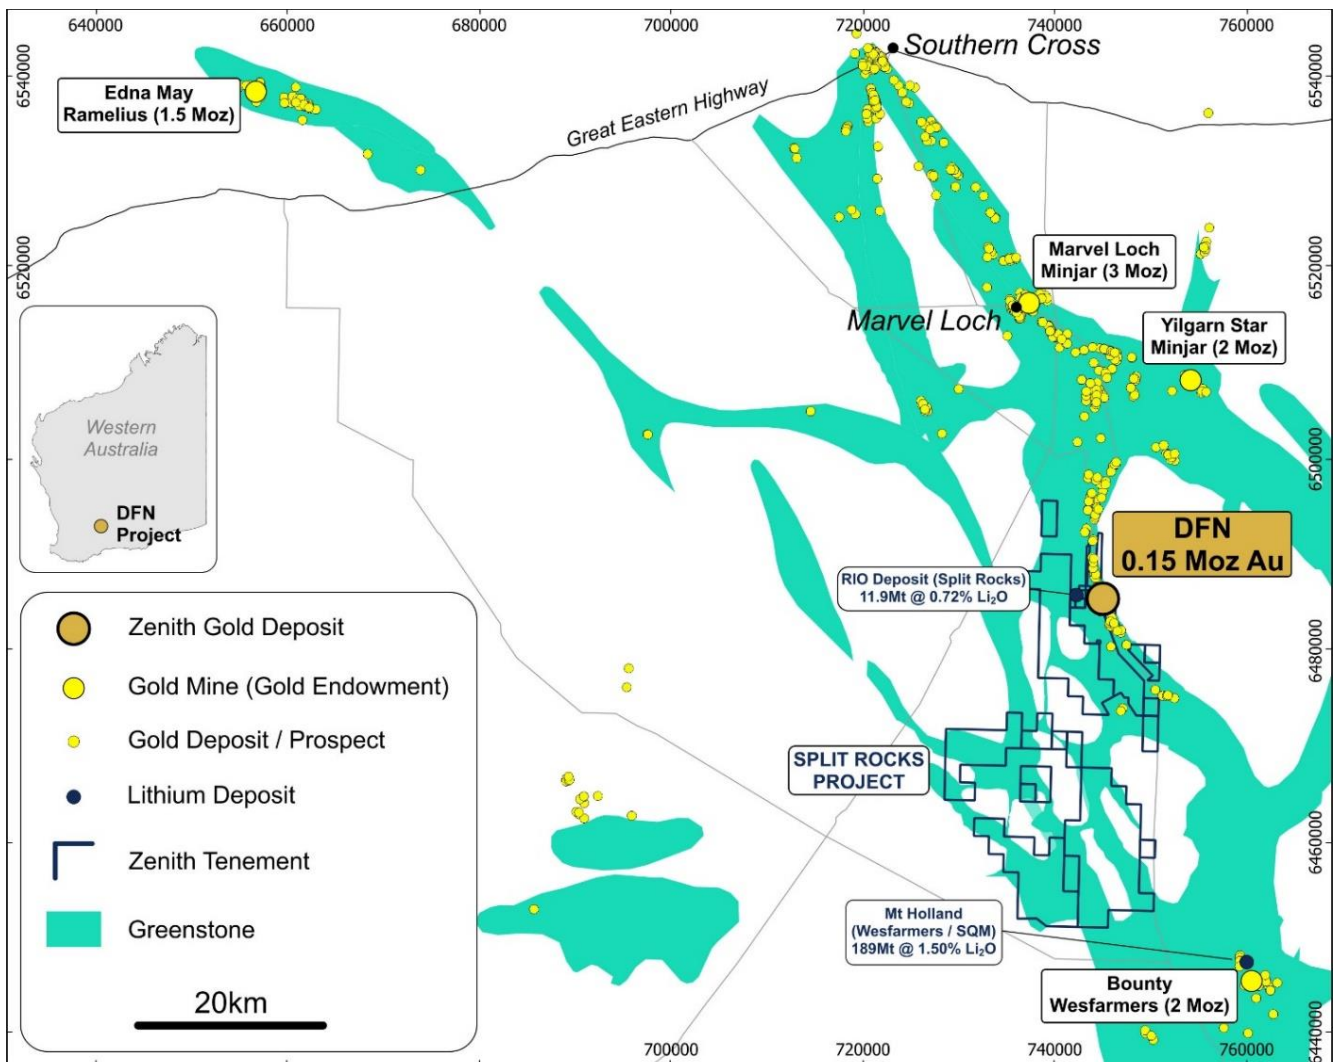 640000
660000
680000
700000
720000
740000
760000
6540000
6540000
Southern Cross
Edna May
Ramelius (1.5 Moz)
Great Eastern Highway
6520000
6520000
Marvel Loch
Minjar (3 Moz)
Marvel Loch
Yilgarn Star
Minjar (2 Moz)
Western
Australia
DFN
Project
6500000
DFN
0.15 Moz Au
RIO Deposit (Split Rocks)
11.9Mt @ 0.72% Li₂O
Zenith Gold Deposit
Gold Mine (Gold Endowment)
Gold Deposit / Prospect
Lithium Deposit
Zenith Tenement
Greenstone
20km
6480000
SPLIT ROCKS
PROJECT
6460000
Mt Holland
(Wesfarmers / SQM)
189Mt @ 1.50% Li₂O
Bounty
Wesfarmers (2 Moz)
6440000
700000
720000
740000
760000